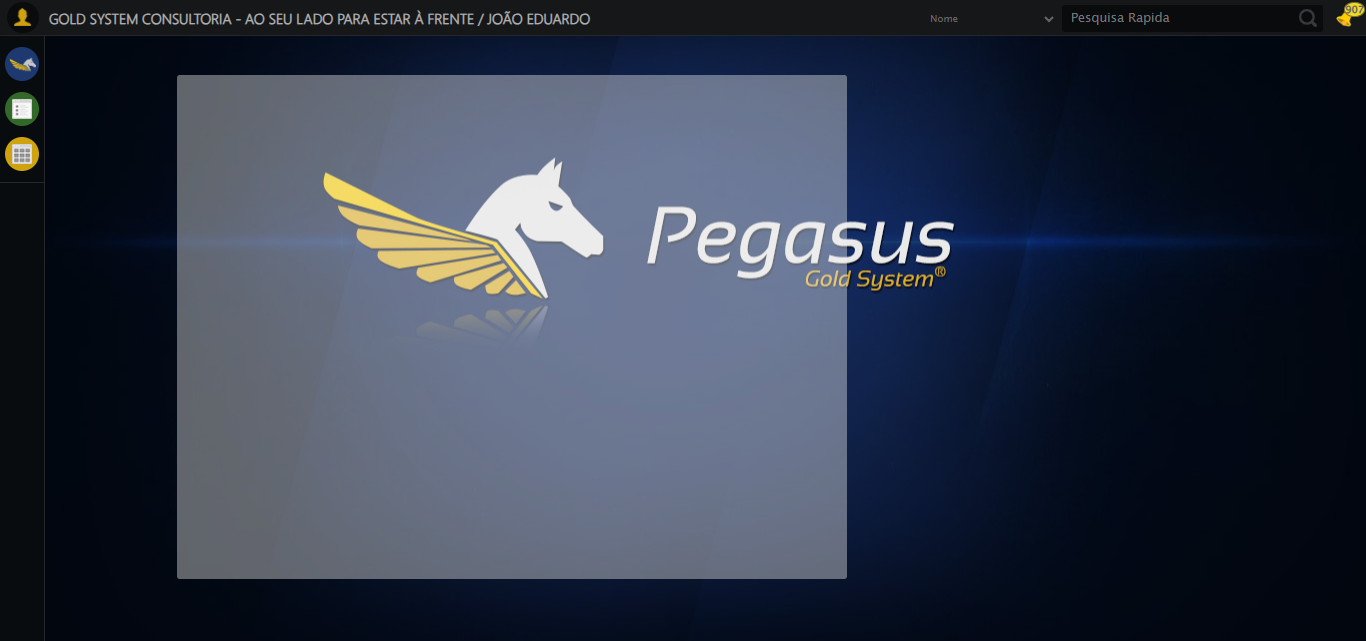 GOLD SYSTEM CONSULTORIA - AO SEU LADO PARA ESTAR À FRENTE / JOÃO EDUARDO
Nome
Pesquisa Rapida
907
Pegasus
Gold System®